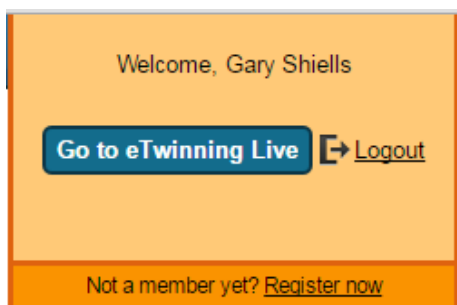 Welcome, Gary Shiells
Go to eTwinning Live Logout
Not a member yet? Register now